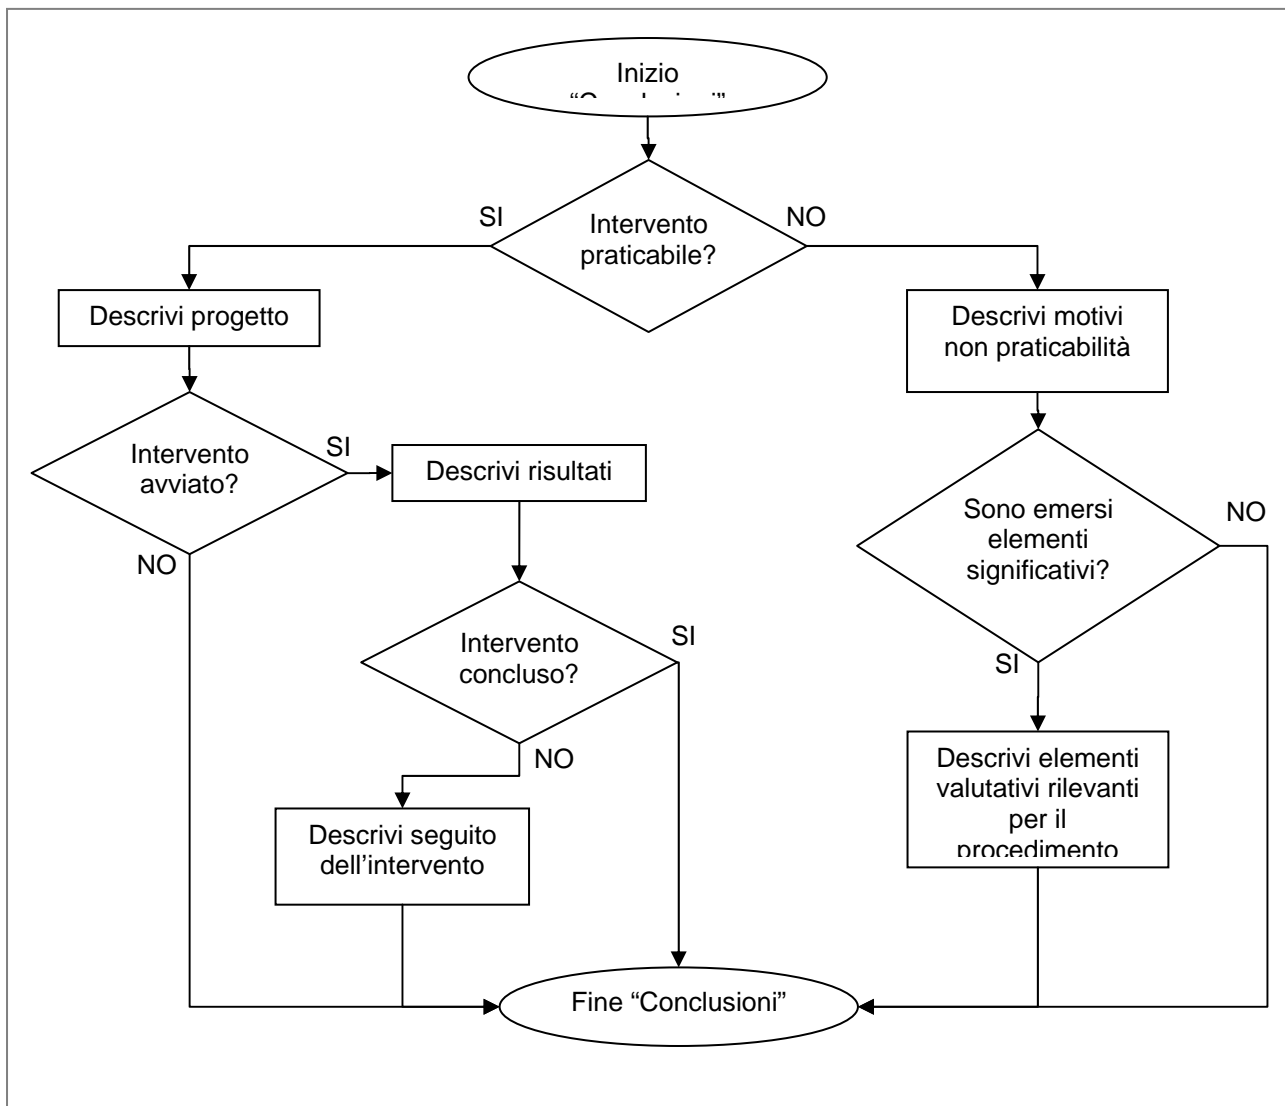 Inizio
SI
NO
Intervento
praticabile?
Descrivi progetto
Descrivi motivi
non praticabilità
Intervento
avviato?
SI
Descrivi risultati
NO
Sono emersi
elementi
significativi?
NO
Intervento
concluso?
SI
SI
NO
Descrivi seguito
dell’intervento
Descrivi elementi
valutativi rilevanti
per il
procedimento
Fine “Conclusioni”